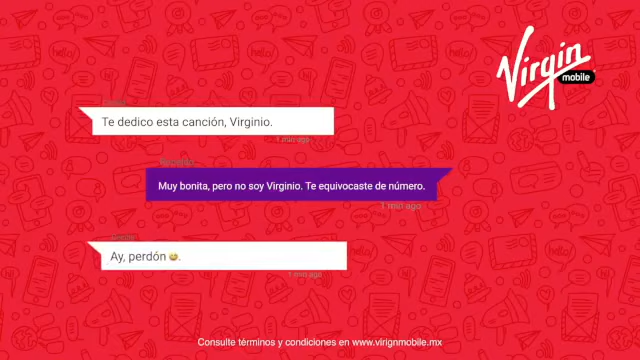 Virgin
mobile
Te dedico esta canción, Virginio.
1 min ago
Muy bonita, pero no soy Virginio. Te equivocaste de número.
1 min ago
Ay, perdón 😂.
1 min ago
Consulte términos y condiciones en www.virignmobile.mx